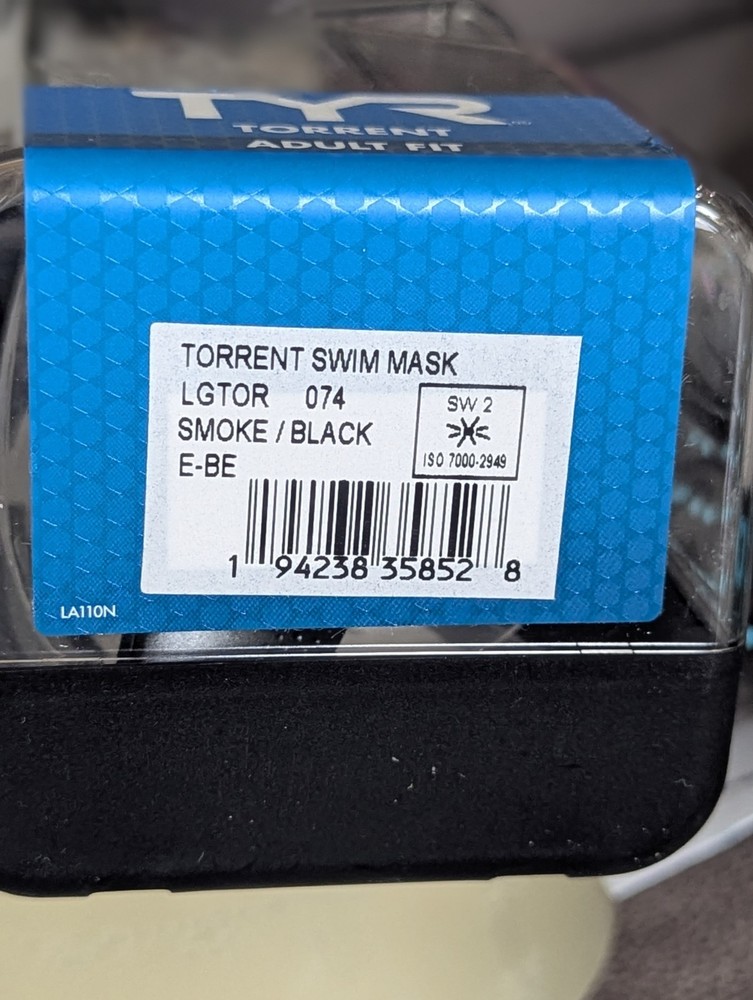 TYR
TORRENT
ADULT FIT
TORRENT SWIM MASK
LGTOR 074
SMOKE / BLACK
E-BE
SW 2
ISO 7000-2949
1 94238 35852 8
LA110N